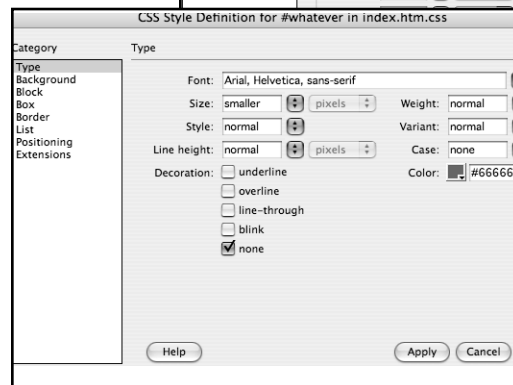 CSS Style Definition for #whatever in index.htm.css
Category
Type
Background
Block
Box
Border
List
Positioning
Extensions
Type
Font: Arial, Helvetica, sans-serif
Size: smaller pixels Weight: normal
Style: normal Variant: normal
Line height: normal pixels Case: none
Decoration: underline Color: #66666
overline
line-through
blink
none
Help Apply Cancel